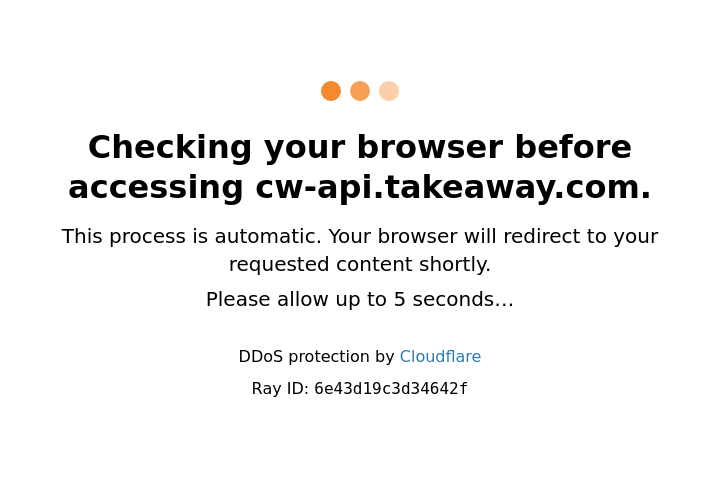 Checking your browser before
accessing cw-api.takeaway.com.
This process is automatic. Your browser will redirect to your
requested content shortly.
Please allow up to 5 seconds…
DDoS protection by Cloudflare
Ray ID: 6e43d19c3d34642f